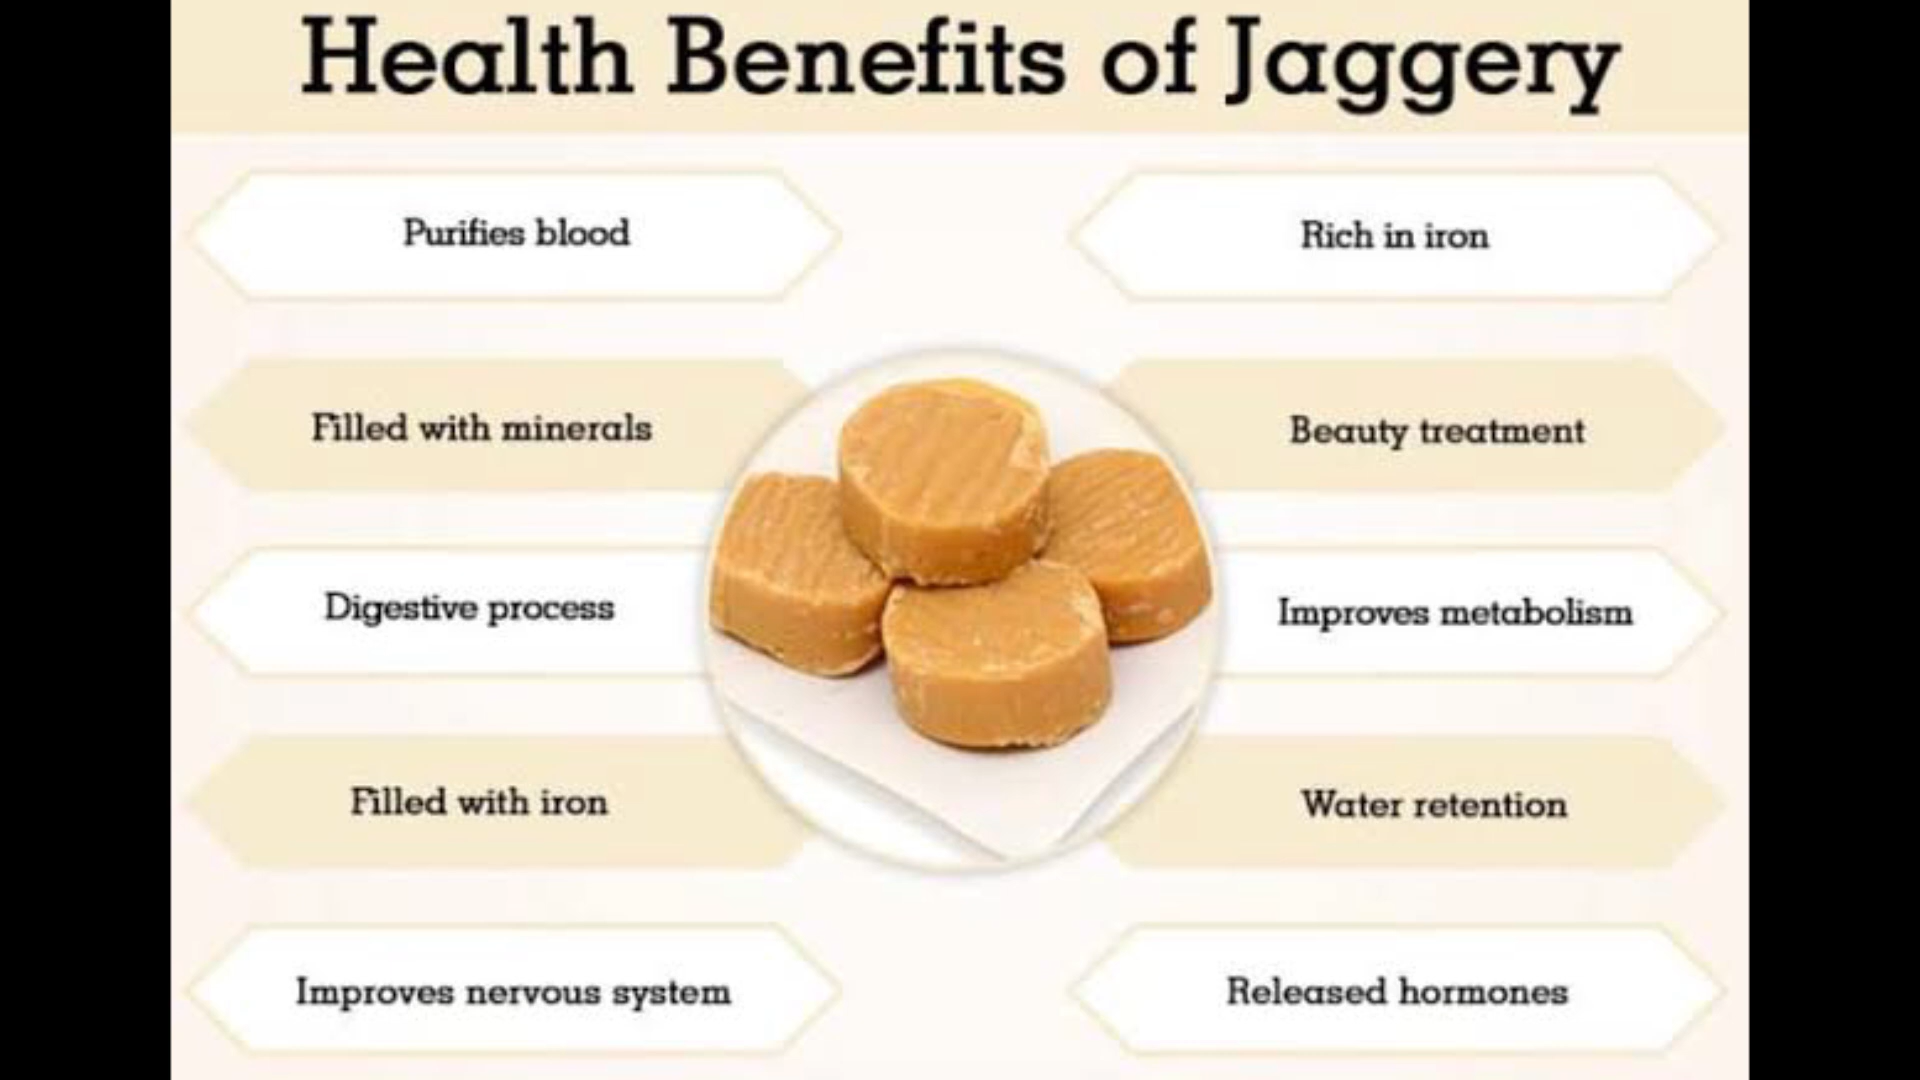 Health Benefits of Jaggery
Purifies blood
Rich in iron
Filled with minerals
Beauty treatment
Digestive process
Improves metabolism
Filled with iron
Water retention
Improves nervous system
Released hormones